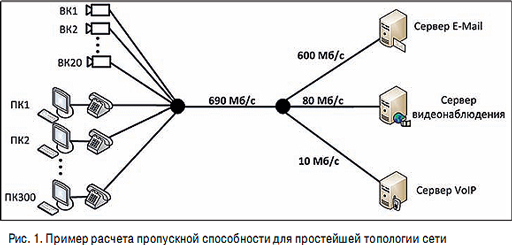 ВК1
ВК2
ВК20
ПК1
ПК2
ПК300
690 Мб/с
600 Мб/с
80 Мб/с
10 Мб/с
Сервер E-Mail
Сервер
видеонаблюдения
Сервер VoIP
Рис. 1. Пример расчета пропускной способности для простейшей топологии сети